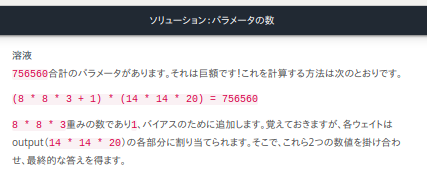 ソリューション：パラメータの数
溶液
756560合計のパラメータがあります。それは巨額です！これを計算する方法は次のとおりです。
(8 * 8 * 3 + 1) * (14 * 14 * 20) = 756560
8 * 8 * 3重みの数であり1、バイアスのために追加します。覚えておきますが、各ウェイトは
output（14 * 14 * 20）の各部分に割り当てられます。そこで、これら2つの数値を掛け合わ
せ、最終的な答えを得ます。